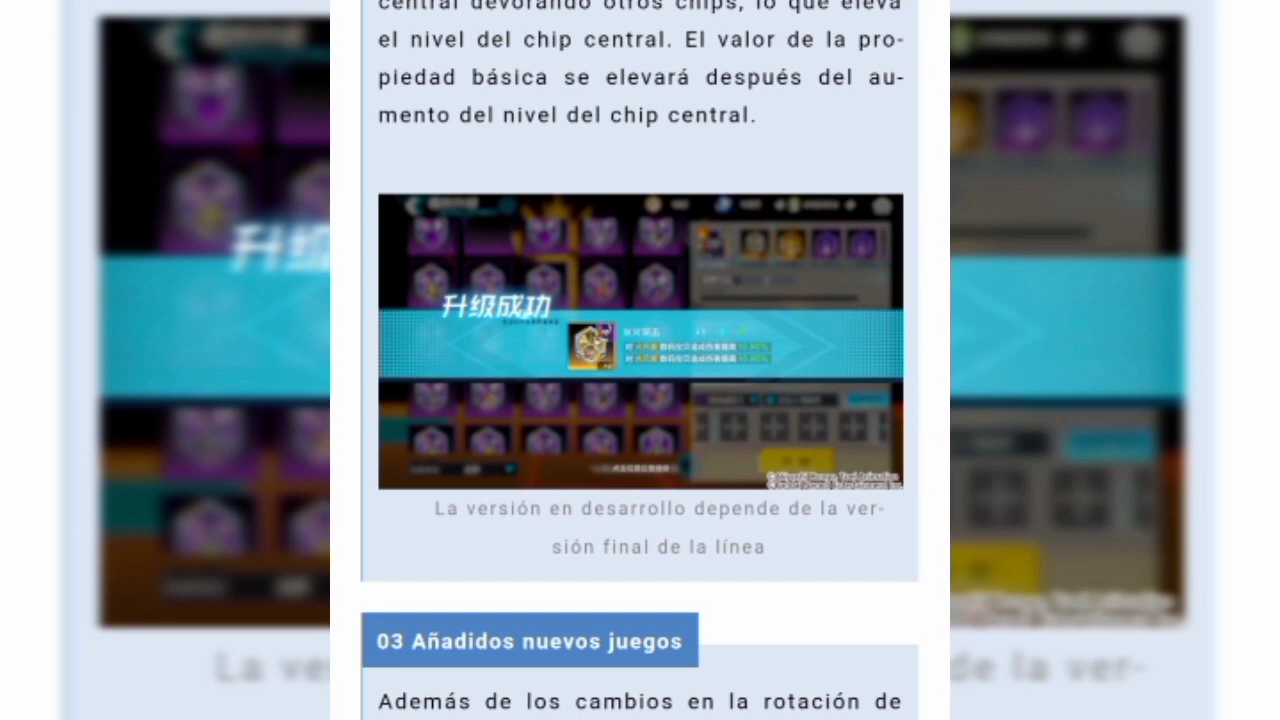 central devorando otros chips, lo que eleva
el nivel del chip central. El valor de la pro-
piedad básica se elevará después del au-
mento del nivel del chip central.
升级成功
La versión en desarrollo depende de la ver-
sión final de la línea
03 Añadidos nuevos juegos
Además de los cambios en la rotación de